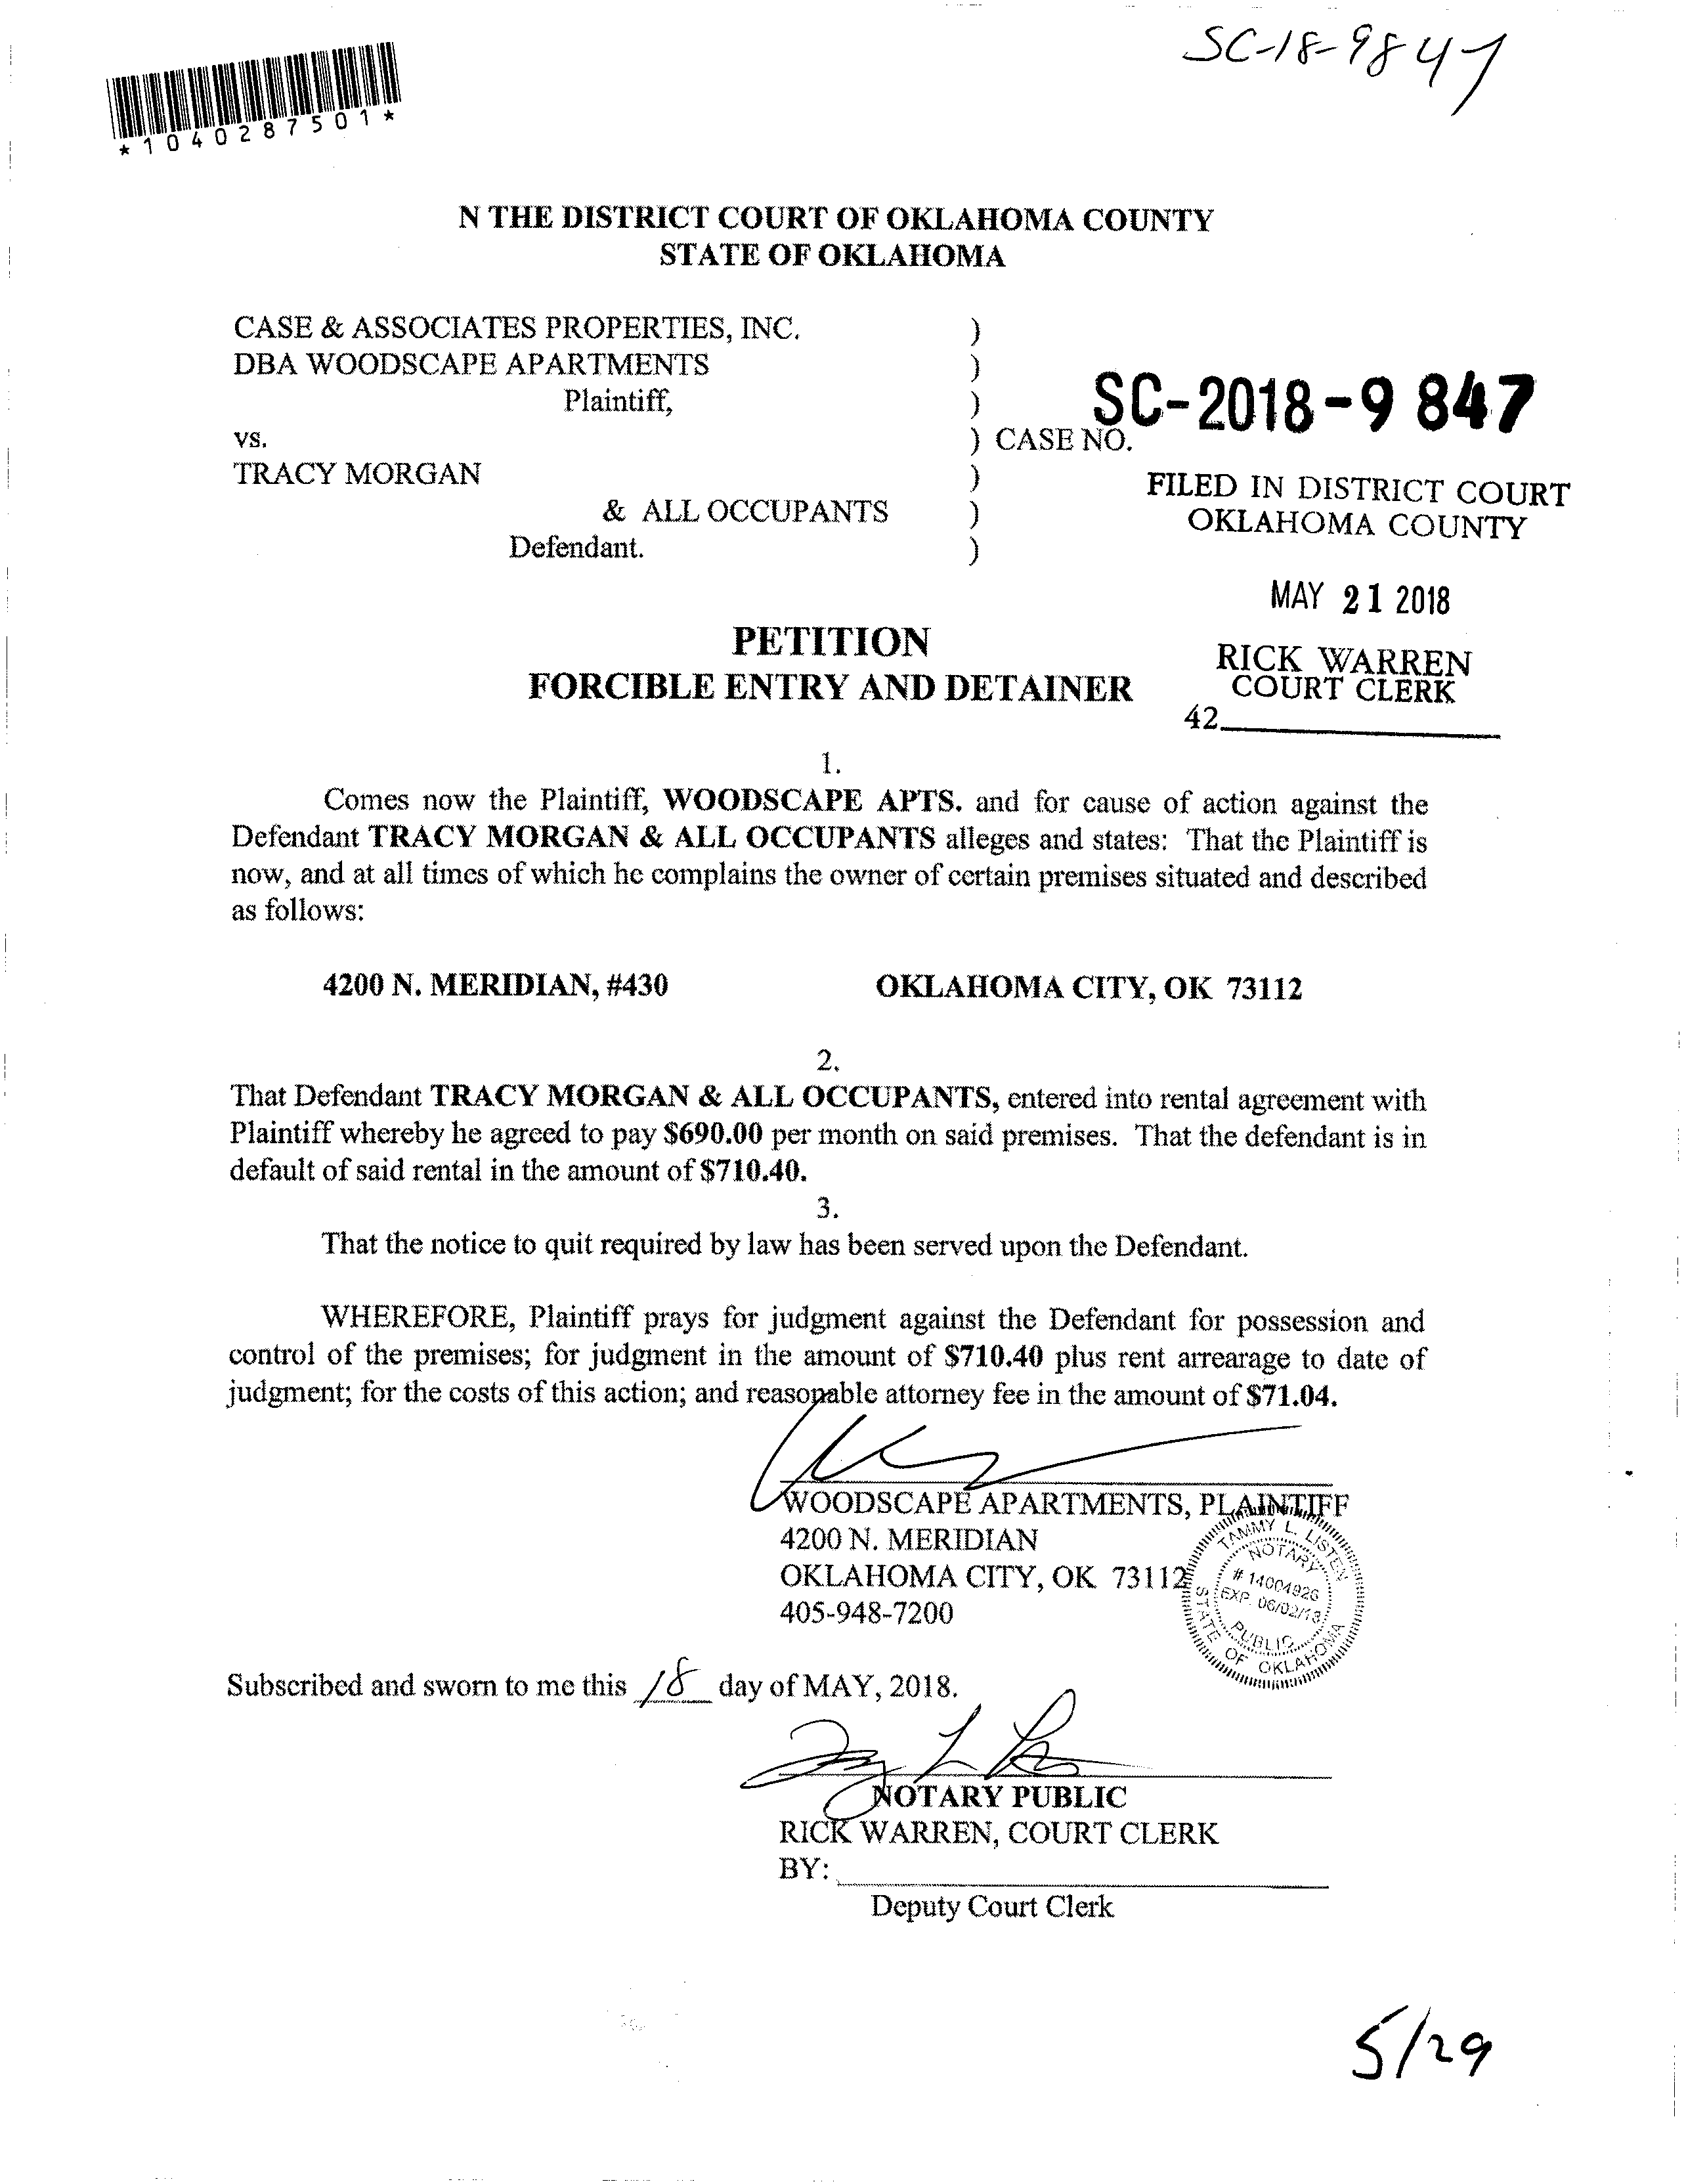 SC-18-9847
*1040287501*
N THE DISTRICT COURT OF OKLAHOMA COUNTY
STATE OF OKLAHOMA
CASE & ASSOCIATES PROPERTIES, INC. )
DBA WOODSCAPE APARTMENTS )
Plaintiff, )
SC-2018-9 847
vs. ) CASE NO.
TRACY MORGAN )
& ALL OCCUPANTS )
Defendant. )
FILED IN DISTRICT COURT
OKLAHOMA COUNTY
MAY 21 2018
RICK WARREN
COURT CLERK
42
PETITION
FORCIBLE ENTRY AND DETAINER
1.
Comes now the Plaintiff, WOODSCAPE APTS. and for cause of action against the
Defendant TRACY MORGAN & ALL OCCUPANTS alleges and states: That the Plaintiff is
now, and at all times of which he complains the owner of certain premises situated and described
as follows:
4200 N. MERIDIAN, #430 OKLAHOMA CITY, OK 73112
2.
That Defendant TRACY MORGAN & ALL OCCUPANTS, entered into rental agreement with
Plaintiff whereby he agreed to pay $690.00 per month on said premises. That the defendant is in
default of said rental in the amount of $710.40.
3.
That the notice to quit required by law has been served upon the Defendant.
WHEREFORE, Plaintiff prays for judgment against the Defendant for possession and
control of the premises; for judgment in the amount of $710.40 plus rent arrearage to date of
judgment; for the costs of this action; and reasonable attorney fee in the amount of $71.04.
WOODSCAPE APARTMENTS, PLAINTIFF
4200 N. MERIDIAN
OKLAHOMA CITY, OK 73112
405-948-7200
TAMMY L. LISTEN
NOTARY
# 14004926
EXP. 06/02/18
PUBLIC
STATE OF OKLAHOMA
Subscribed and sworn to me this 18 day of MAY, 2018.
NOTARY PUBLIC
RICK WARREN, COURT CLERK
BY:
Deputy Court Clerk
5/29